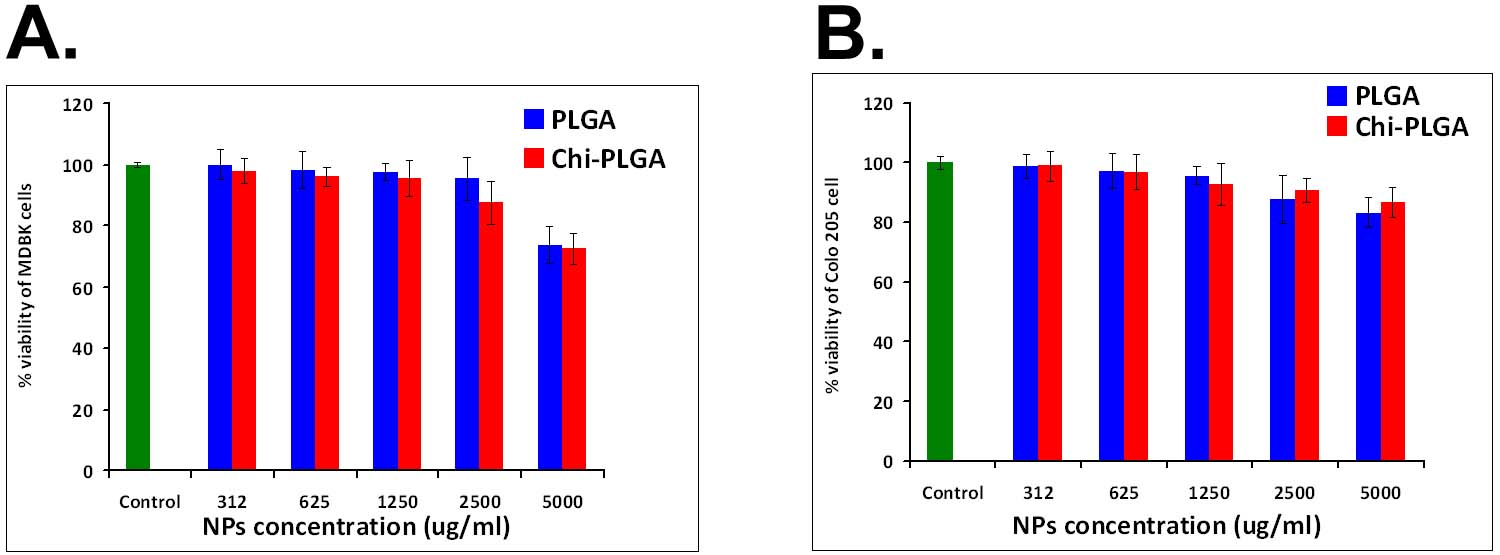 A.
120
100
80
60
40
20
0
% viability of MDBK cells
PLGA
Chi-PLGA
Control 312 625 1250 2500 5000
NPs concentration (ug/ml)
B.
120
100
80
60
40
20
0
% viability of Colo 205 cell
PLGA
Chi-PLGA
Control 312 625 1250 2500 5000
NPs concentration (ug/ml)